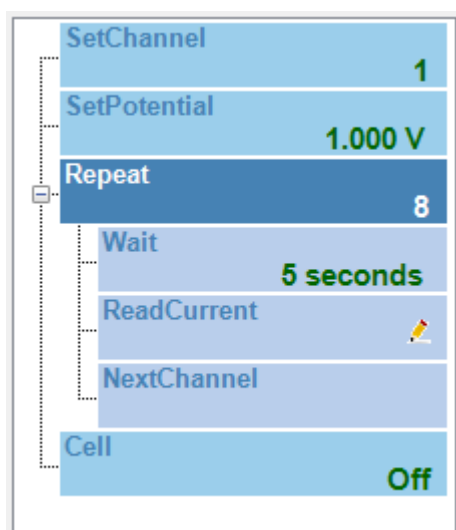 SetChannel
1
SetPotential
1.000 V
Repeat
8
Wait
5 seconds
ReadCurrent
NextChannel
Cell
Off